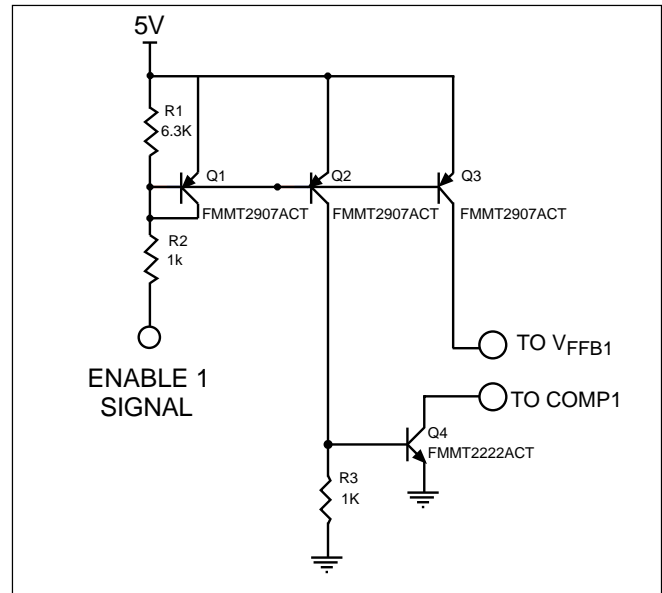 5V
R1
6.3K
Q1
Q2
Q3
FMMT2907ACT
FMMT2907ACT
FMMT2907ACT
R2
1k
TO VFFB1
ENABLE 1
SIGNAL
TO COMP1
Q4
FMMT2222ACT
R3
1K